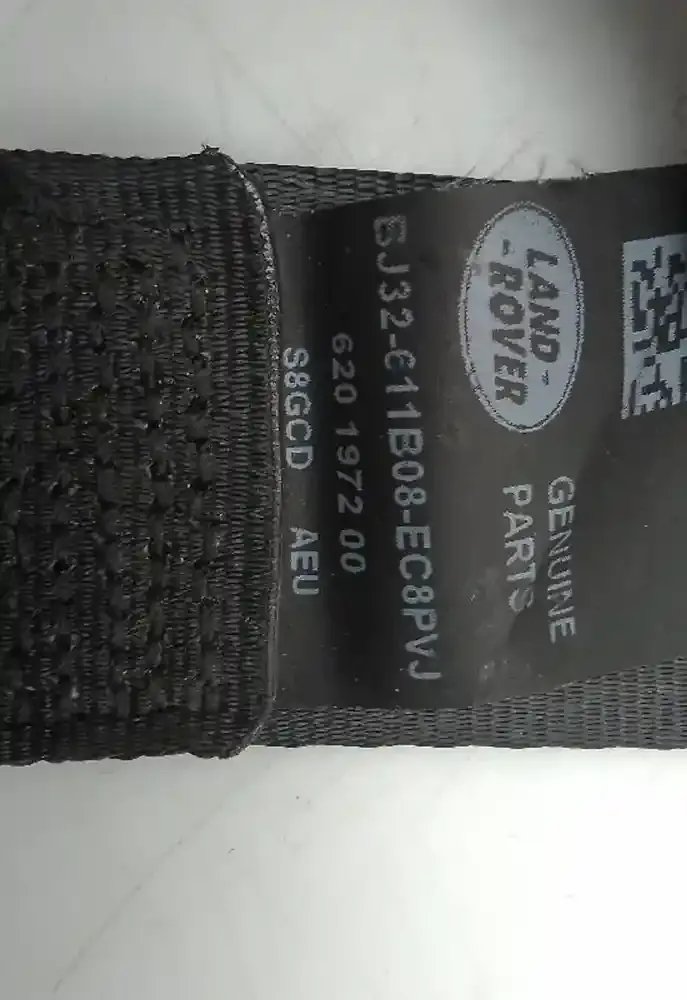 LAND-
-ROVER
GENUINE
PARTS
BJ32-611B08-EC8PVJ
620 1972 00
S8GCD AEU